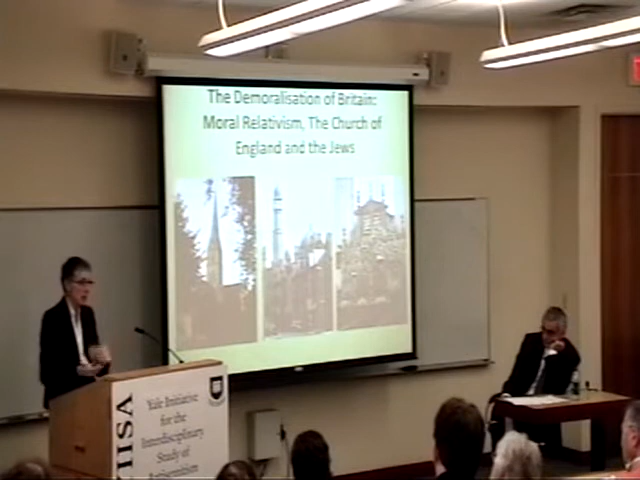 The Demoralisation of Britain:
Moral Relativism, The Church of
England and the Jews
YIISA
Yale Initiative
for the
Interdisciplinary
Study of
Antisemitism